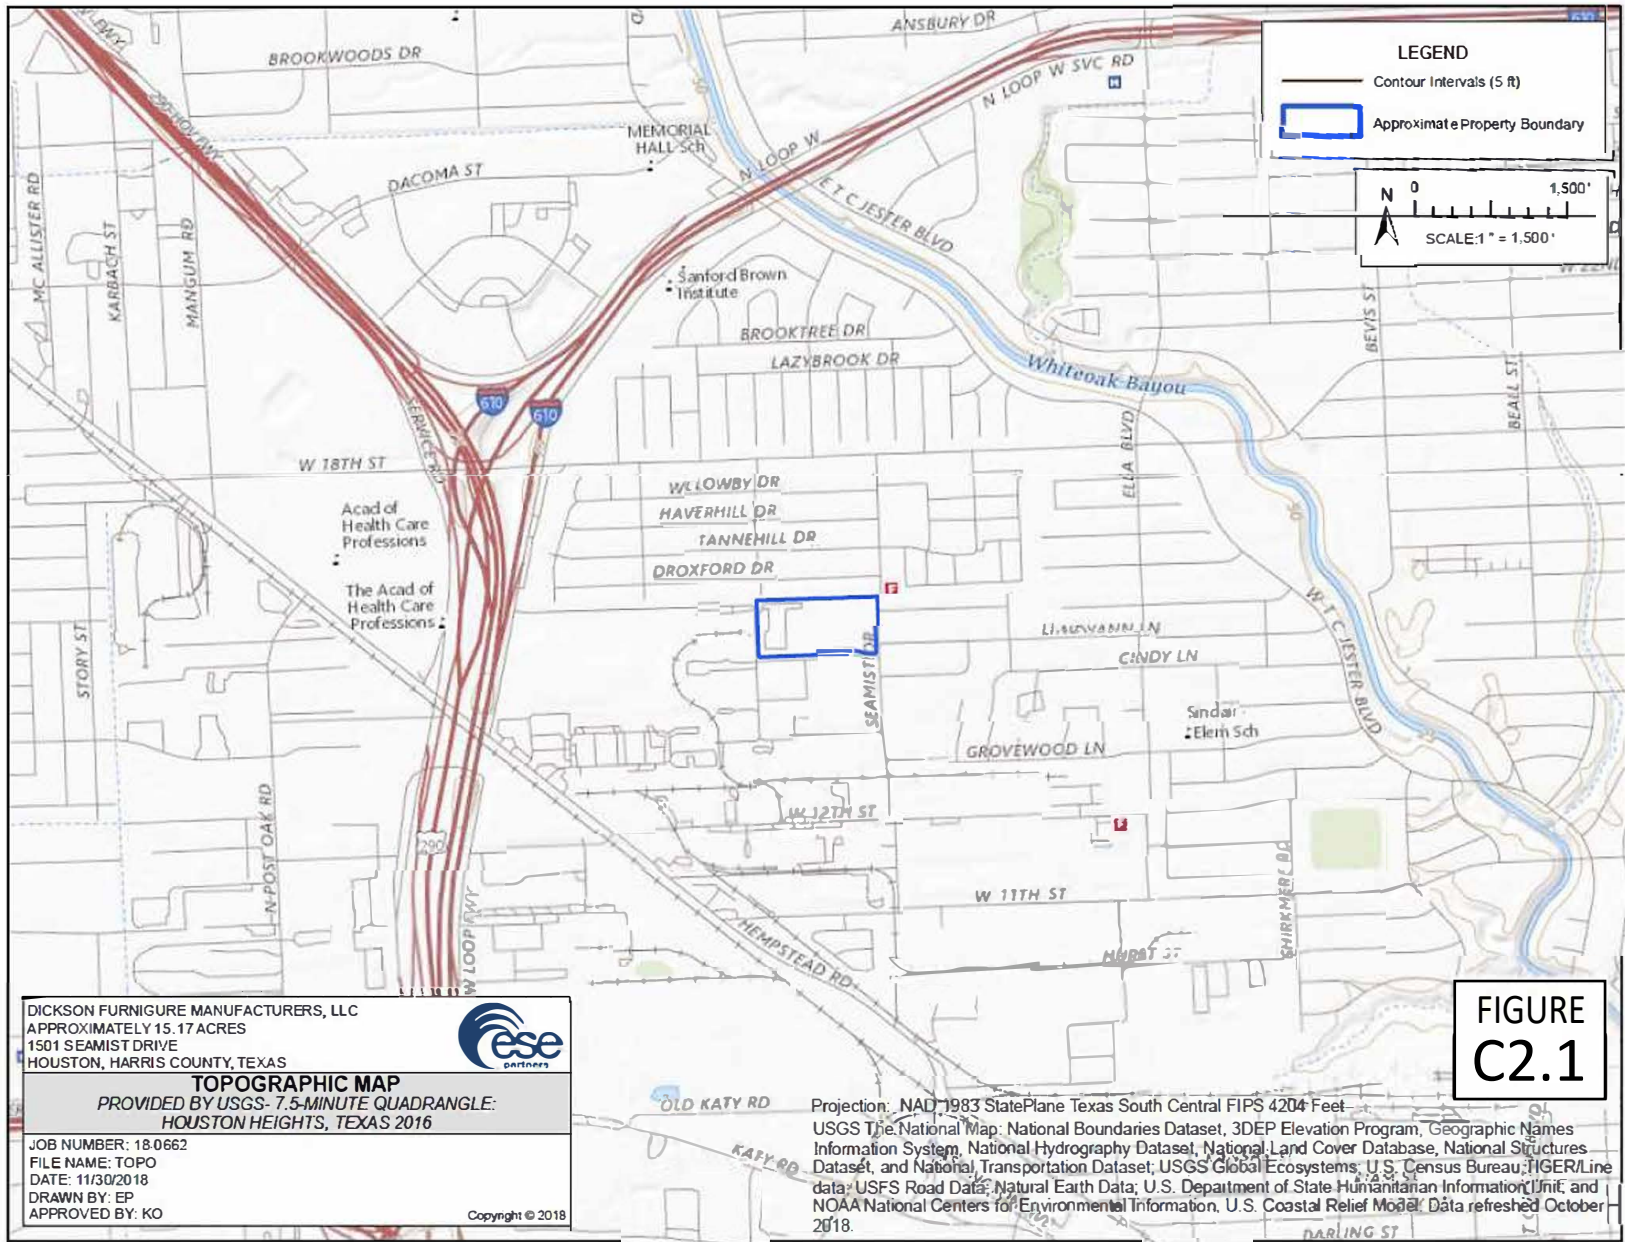 ANSBURY DR
BROOKWOODS DR
N LOOP W SVC RD
H
610
LEGEND
Contour Intervals (5 ft)
Approximate Property Boundary
N
0 1,500'
SCALE:1" = 1,500'
50
MEMORIAL
HALL Sch
N LOOP W
DACOMA ST
E T C JESTER BLVD
MC ALLISTER RD
KARBACH ST
MANGUM RD
Sanford Brown
Institute
BEVIS ST
BROOKTREE DR
LAZYBROOK DR
Whiteoak Bayou
BEALL ST
610
610
SERVICE RD
W 18TH ST
ELLA BLVD
HAVERHILL DR
TANNEHILL DR
DROXFORD DR
Acad of
Health Care
Professions
The Acad of
Health Care
Professions
F
STORY ST
SEAMIST DR
CINDY LN
W T C JESTER BLVD
Sinclair
Elem Sch
GROVEWOOD LN
W 12TH ST
F
290
N POST OAK RD
W 11TH ST
SHIRKMERE RD
HURST ST
W LOOP FWY
HEMPSTEAD RD
OLD KATY RD
KATY RD
DARLING ST
DICKSON FURNIGURE MANUFACTURERS, LLC
APPROXIMATELY 15.17 ACRES
1501 SEAMIST DRIVE
HOUSTON, HARRIS COUNTY, TEXAS
ese
partners
TOPOGRAPHIC MAP
PROVIDED BY USGS- 7.5-MINUTE QUADRANGLE:
HOUSTON HEIGHTS, TEXAS 2016
JOB NUMBER: 18-0662
FILE NAME: TOPO
DATE: 11/30/2018
DRAWN BY: EP
APPROVED BY: KO
Copyright © 2018
FIGURE
C2.1
Projection: NAD 1983 StatePlane Texas South Central FIPS 4204 Feet
USGS The National Map: National Boundaries Dataset, 3DEP Elevation Program, Geographic Names
Information System, National Hydrography Dataset, National Land Cover Database, National Structures
Dataset, and National Transportation Dataset; USGS Global Ecosystems; U.S. Census Bureau TIGER/Line
data; USFS Road Data; Natural Earth Data; U.S. Department of State Humanitarian Information Unit; and
NOAA National Centers for Environmental Information, U.S. Coastal Relief Model. Data refreshed October
2018.